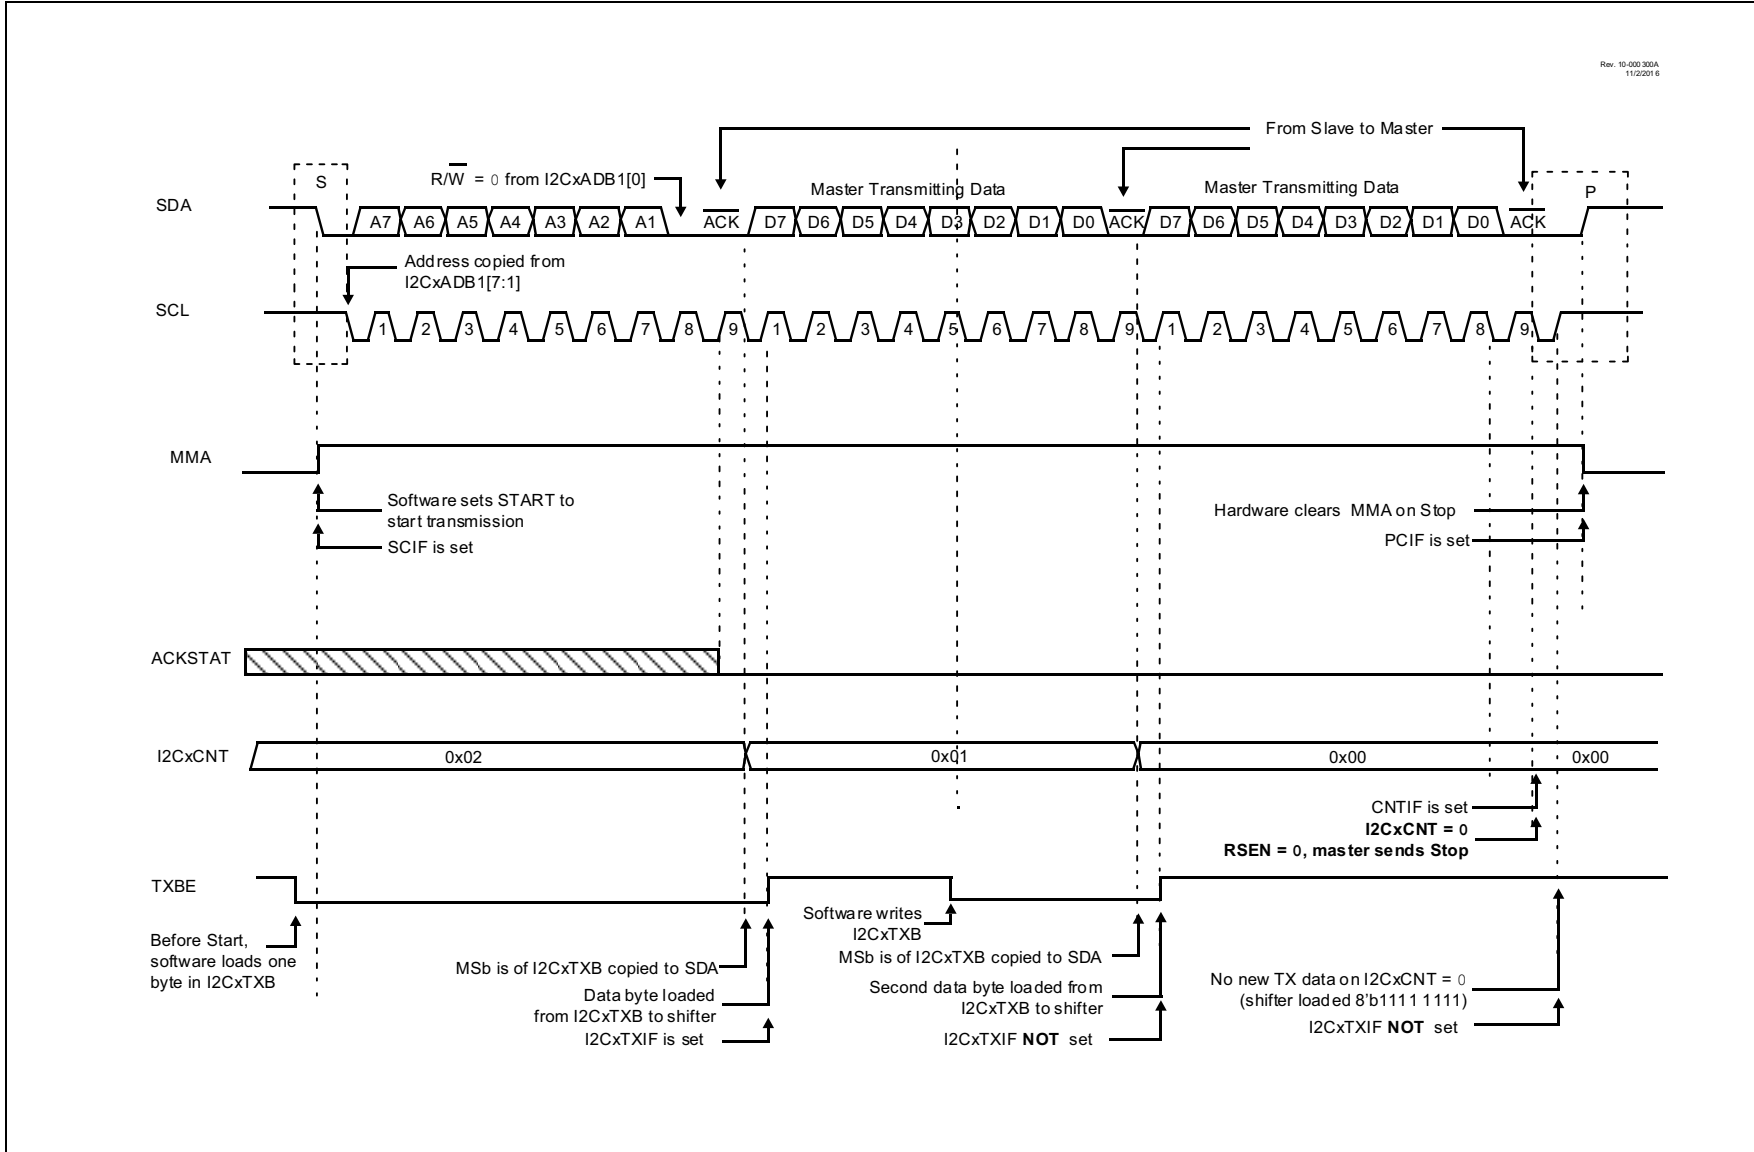 Rev. 10-000300A
11/2/2016
From Slave to Master
S
R/W = 0 from I2CxADB1[0]
Master Transmitting Data
Master Transmitting Data
P
SDA
A7 A6 A5 A4 A3 A2 A1 ACK D7 D6 D5 D4 D3 D2 D1 D0 ACK D7 D6 D5 D4 D3 D2 D1 D0 ACK
Address copied from
I2CxADB1[7:1]
SCL
1 2 3 4 5 6 7 8 9 1 2 3 4 5 6 7 8 9 1 2 3 4 5 6 7 8 9
MMA
Software sets START to
start transmission
SCIF is set
Hardware clears MMA on Stop
PCIF is set
ACKSTAT
I2CxCNT
0x02 0x01 0x00 0x00
CNTIF is set
I2CxCNT = 0
RSEN = 0, master sends Stop
TXBE
Before Start,
software loads one
byte in I2CxTXB
MSb is of I2CxTXB copied to SDA
Data byte loaded
from I2CxTXB to shifter
I2CxTXIF is set
Software writes
I2CxTXB
MSb is of I2CxTXB copied to SDA
Second data byte loaded from
I2CxTXB to shifter
I2CxTXIF NOT set
No new TX data on I2CxCNT = 0
(shifter loaded 8'b1111 1111)
I2CxTXIF NOT set